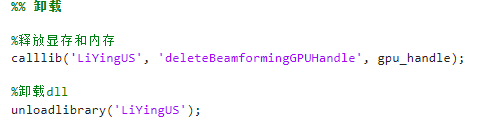 %% 卸载
%释放显存和内存
calllib('LiYingUS', 'deleteBeamformingGPUHandle', gpu_handle);
%卸载dll
unloadlibrary('LiYingUS');